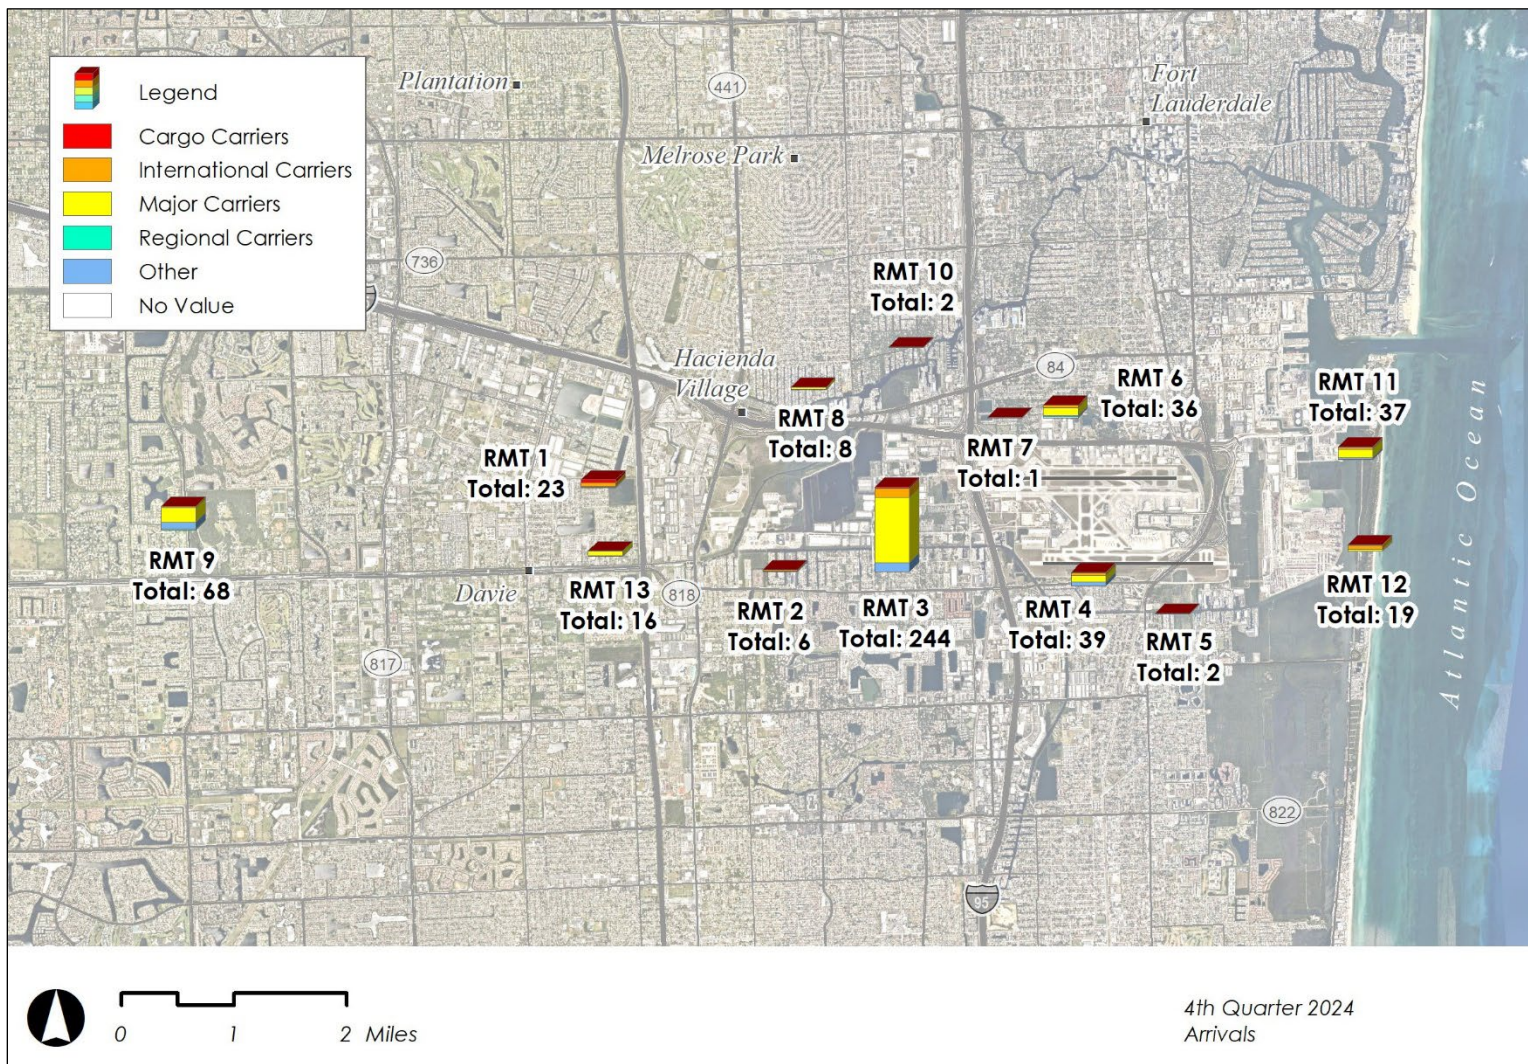 Legend
Cargo Carriers
International Carriers
Major Carriers
Regional Carriers
Other
No Value
Plantation
441
Fort
Lauderdale
Melrose Park
736
RMT 10
Total: 2
Hacienda
Village
84
RMT 8
Total: 8
RMT 6
Total: 36
RMT 11
Total: 37
RMT 7
Total: 1
RMT 1
Total: 23
RMT 9
Total: 68
RMT 13
Total: 16
Davie
818
RMT 2
Total: 6
RMT 3
Total: 244
RMT 4
Total: 39
RMT 5
Total: 2
RMT 12
Total: 19
Atlantic Ocean
817
822
95
0 1 2 Miles
4th Quarter 2024
Arrivals